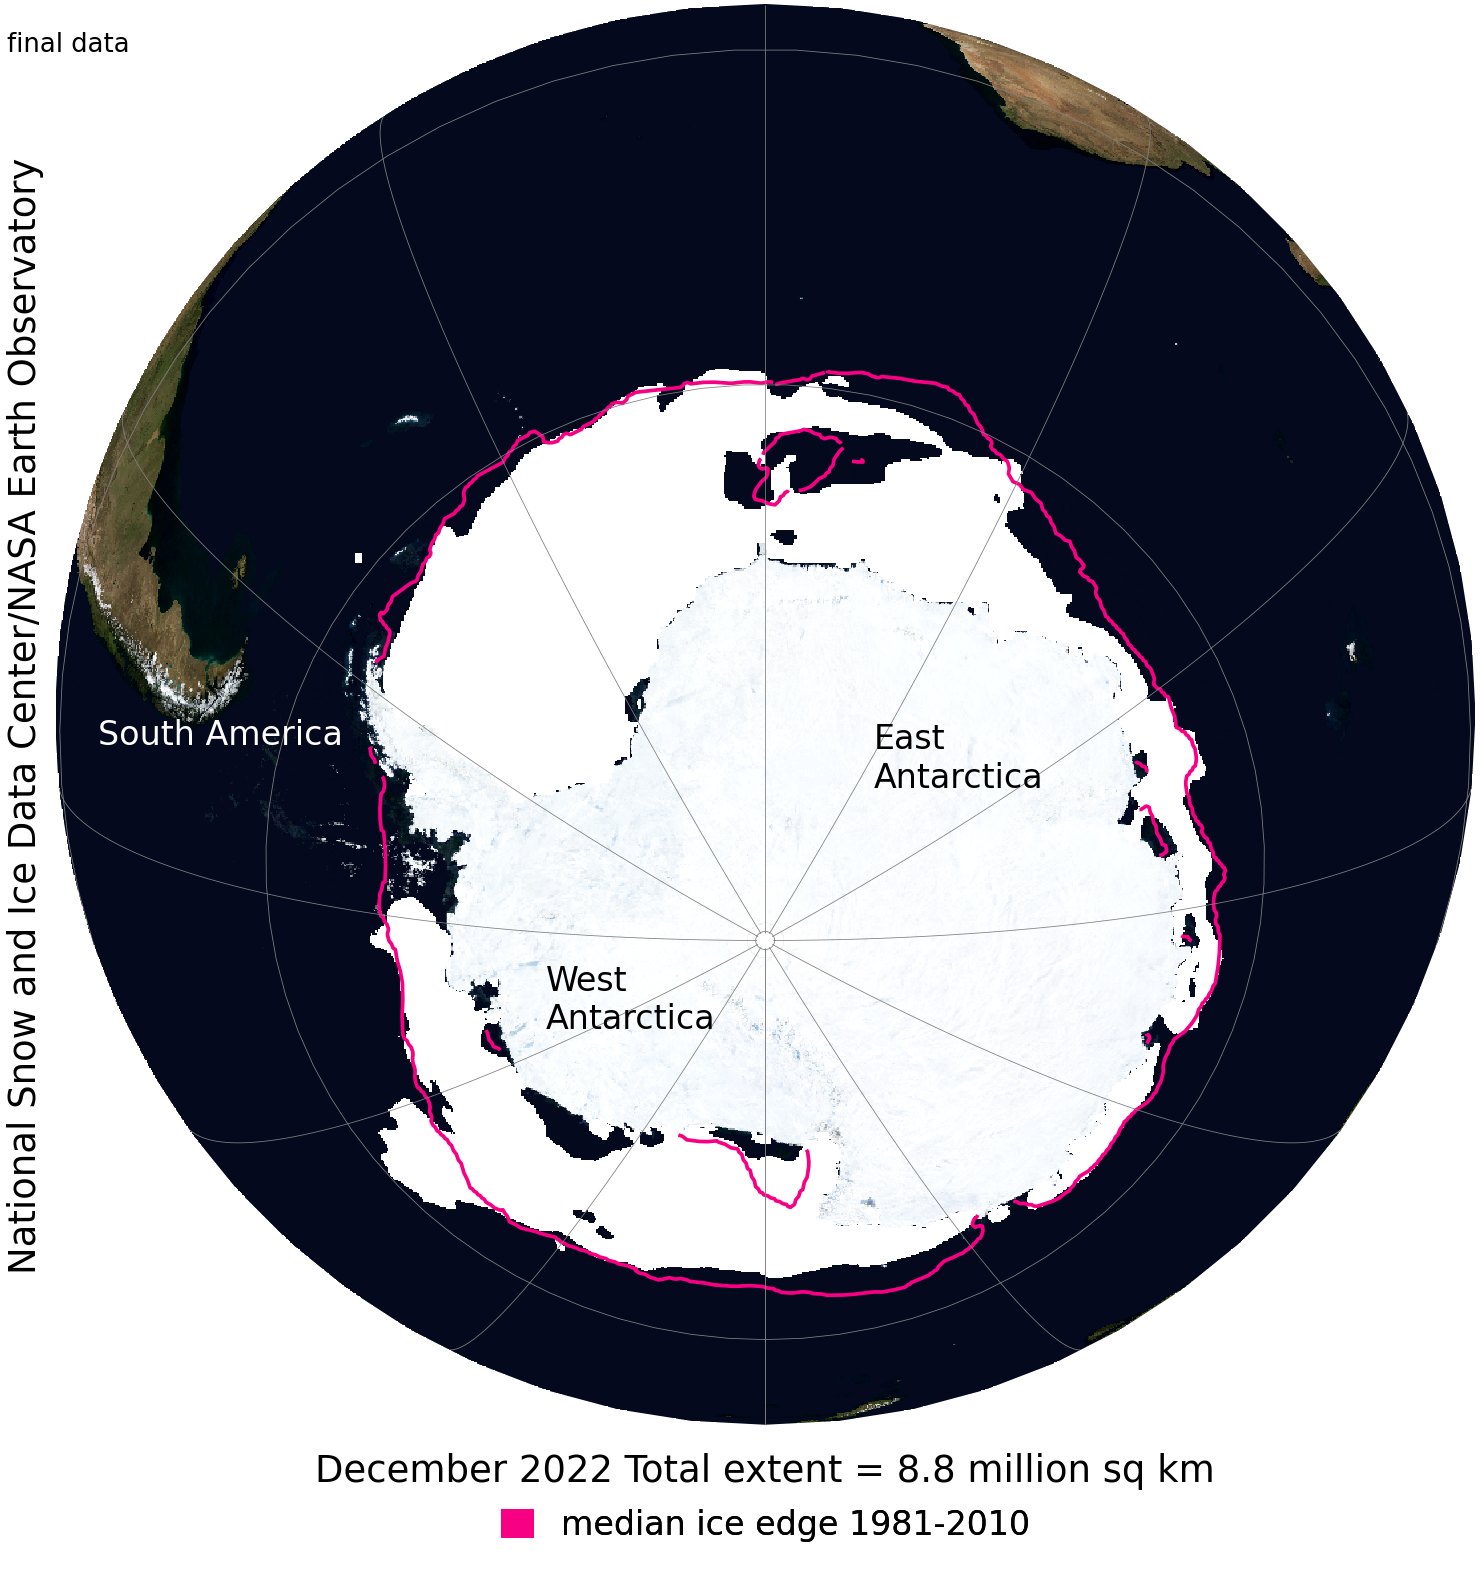 final data
National Snow and Ice Data Center/NASA Earth Observatory
South America
East
Antarctica
West
Antarctica
December 2022 Total extent = 8.8 million sq km
median ice edge 1981-2010